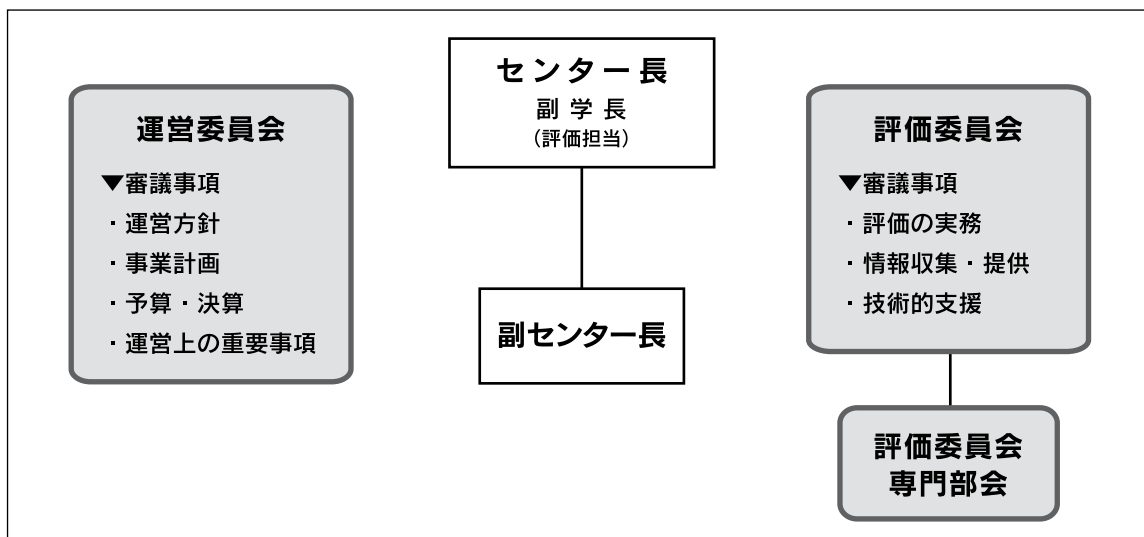 運営委員会
▼審議事項
・運営方針
・事業計画
・予算・決算
・運営上の重要事項
センター長
副学長
（評価担当）
副センター長
評価委員会
▼審議事項
・評価の実務
・情報収集・提供
・技術的支援
評価委員会
専門部会